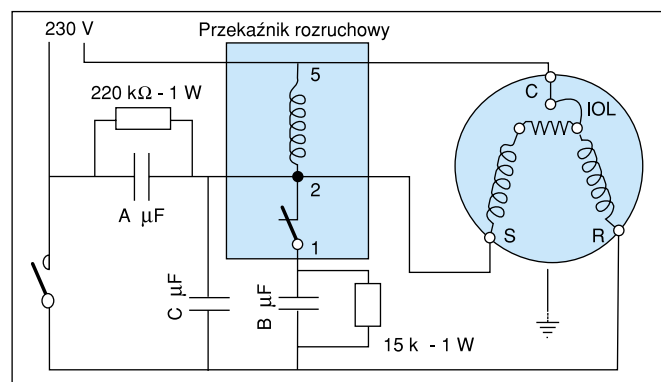 230 V
Przekaźnik rozruchowy
5
C
IOL
220 kΩ - 1 W
2
A µF
S
R
1
C µF
B µF
15 k - 1 W